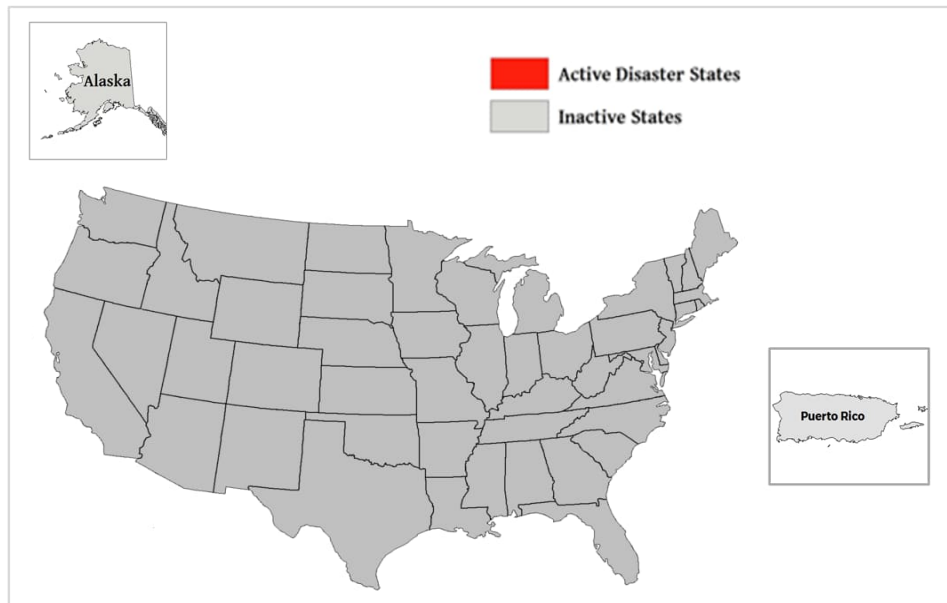 Alaska
Active Disaster States
Inactive States
Puerto Rico